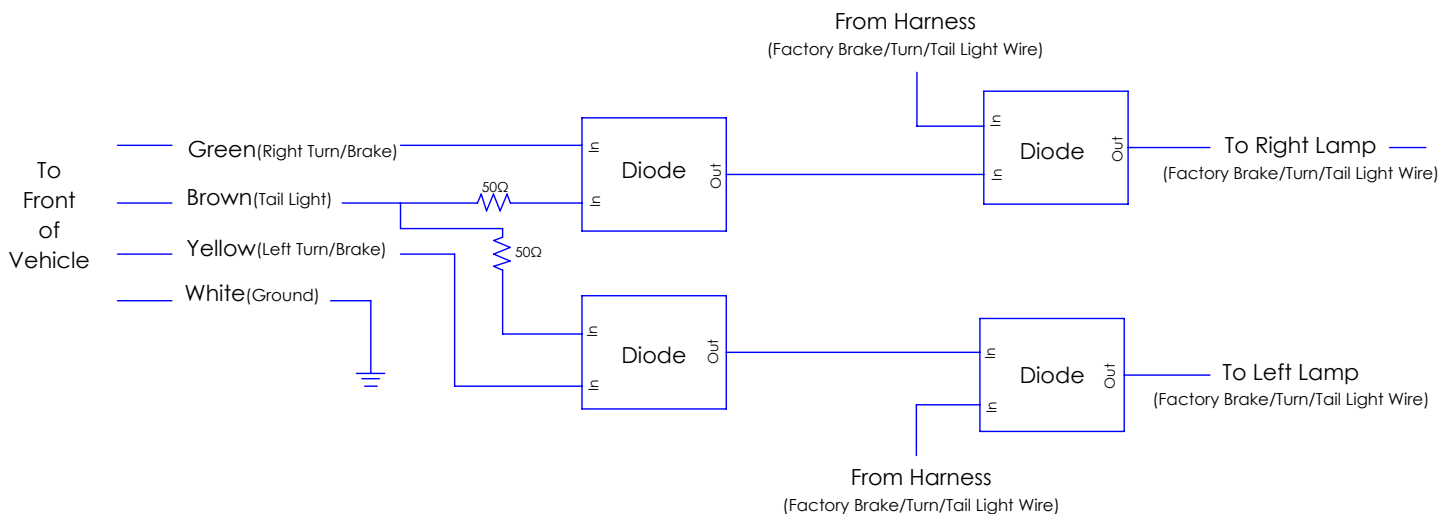 From Harness
(Factory Brake/Turn/Tail Light Wire)
To
Front
of
Vehicle
Green(Right Turn/Brake)
Brown(Tail Light)
Yellow(Left Turn/Brake)
White(Ground)
50Ω
50Ω
In
In
Diode
Out
In
In
Diode
Out
To Right Lamp
(Factory Brake/Turn/Tail Light Wire)
In
In
Diode
Out
In
In
Diode
Out
To Left Lamp
(Factory Brake/Turn/Tail Light Wire)
From Harness
(Factory Brake/Turn/Tail Light Wire)